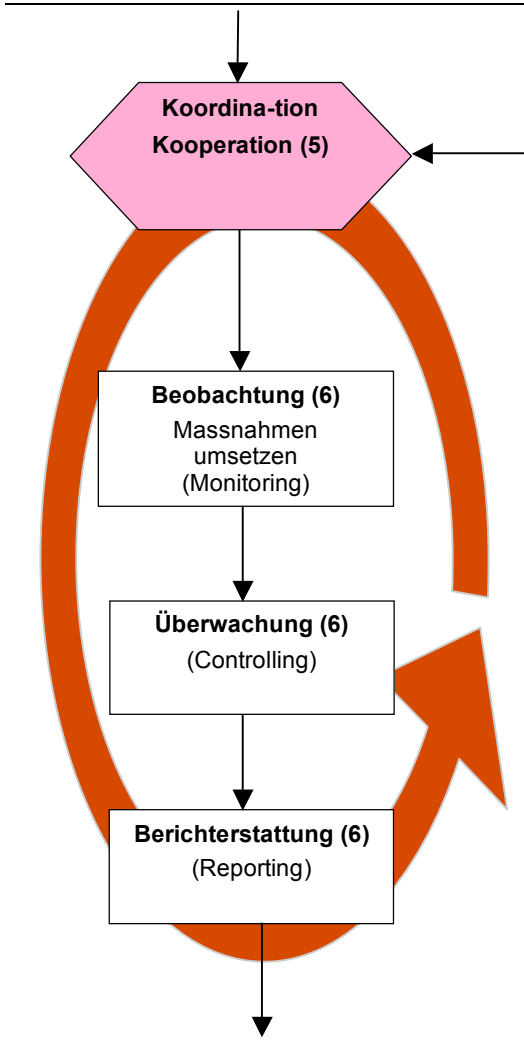 Koordina-tion
Kooperation (5)
Beobachtung (6)
Massnahmen
umsetzen
(Monitoring)
Überwachung (6)
(Controlling)
Berichterstattung (6)
(Reporting)